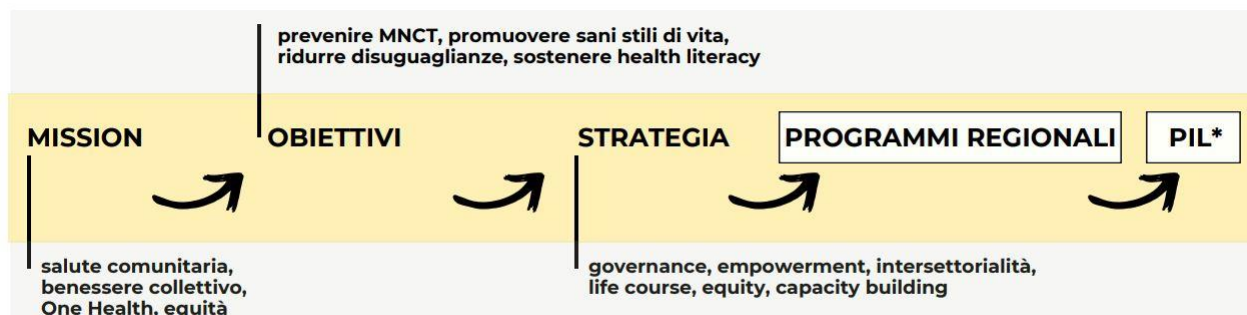 prevenire MNCT, promuovere sani stili di vita,
ridurre disuguaglianze, sostenere health literacy
MISSION
OBIETTIVI
STRATEGIA
PROGRAMMI REGIONALI
PIL*
salute comunitaria,
benessere collettivo,
One Health, equità
governance, empowerment, intersettorialità,
life course, equity, capacity building